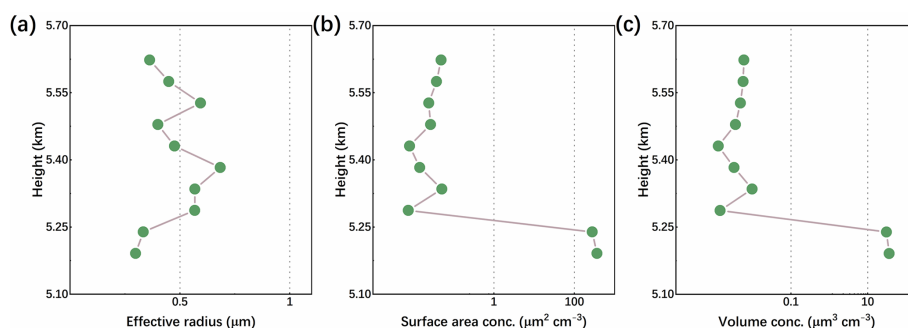 (a)
5.70
5.55
5.40
5.25
5.10
Height (km)
0.5
1
Effective radius (μm)
(b)
5.70
5.55
5.40
5.25
5.10
Height (km)
1
100
Surface area conc. (μm² cm⁻³)
(c)
5.70
5.55
5.40
5.25
5.10
Height (km)
0.1
10
Volume conc. (μm³ cm⁻³)